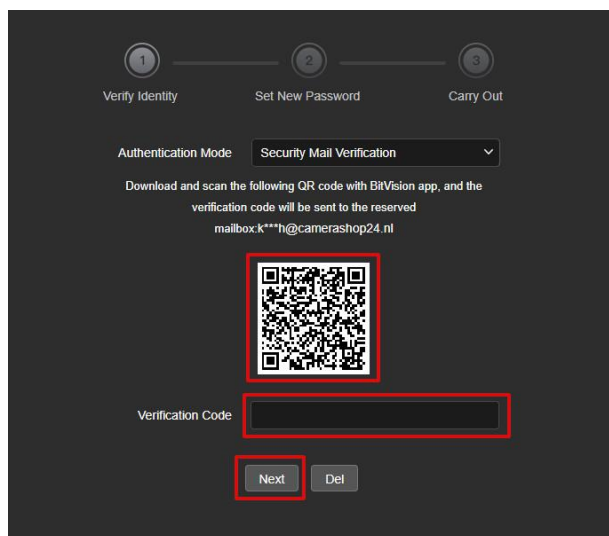 1
2
3
Verify Identity
Set New Password
Carry Out
Authentication Mode
Security Mail Verification
Download and scan the following QR code with BitVision app, and the
verification code will be sent to the reserved
mailbox:k***h@camerashop24.nl
Verification Code
Next
Del